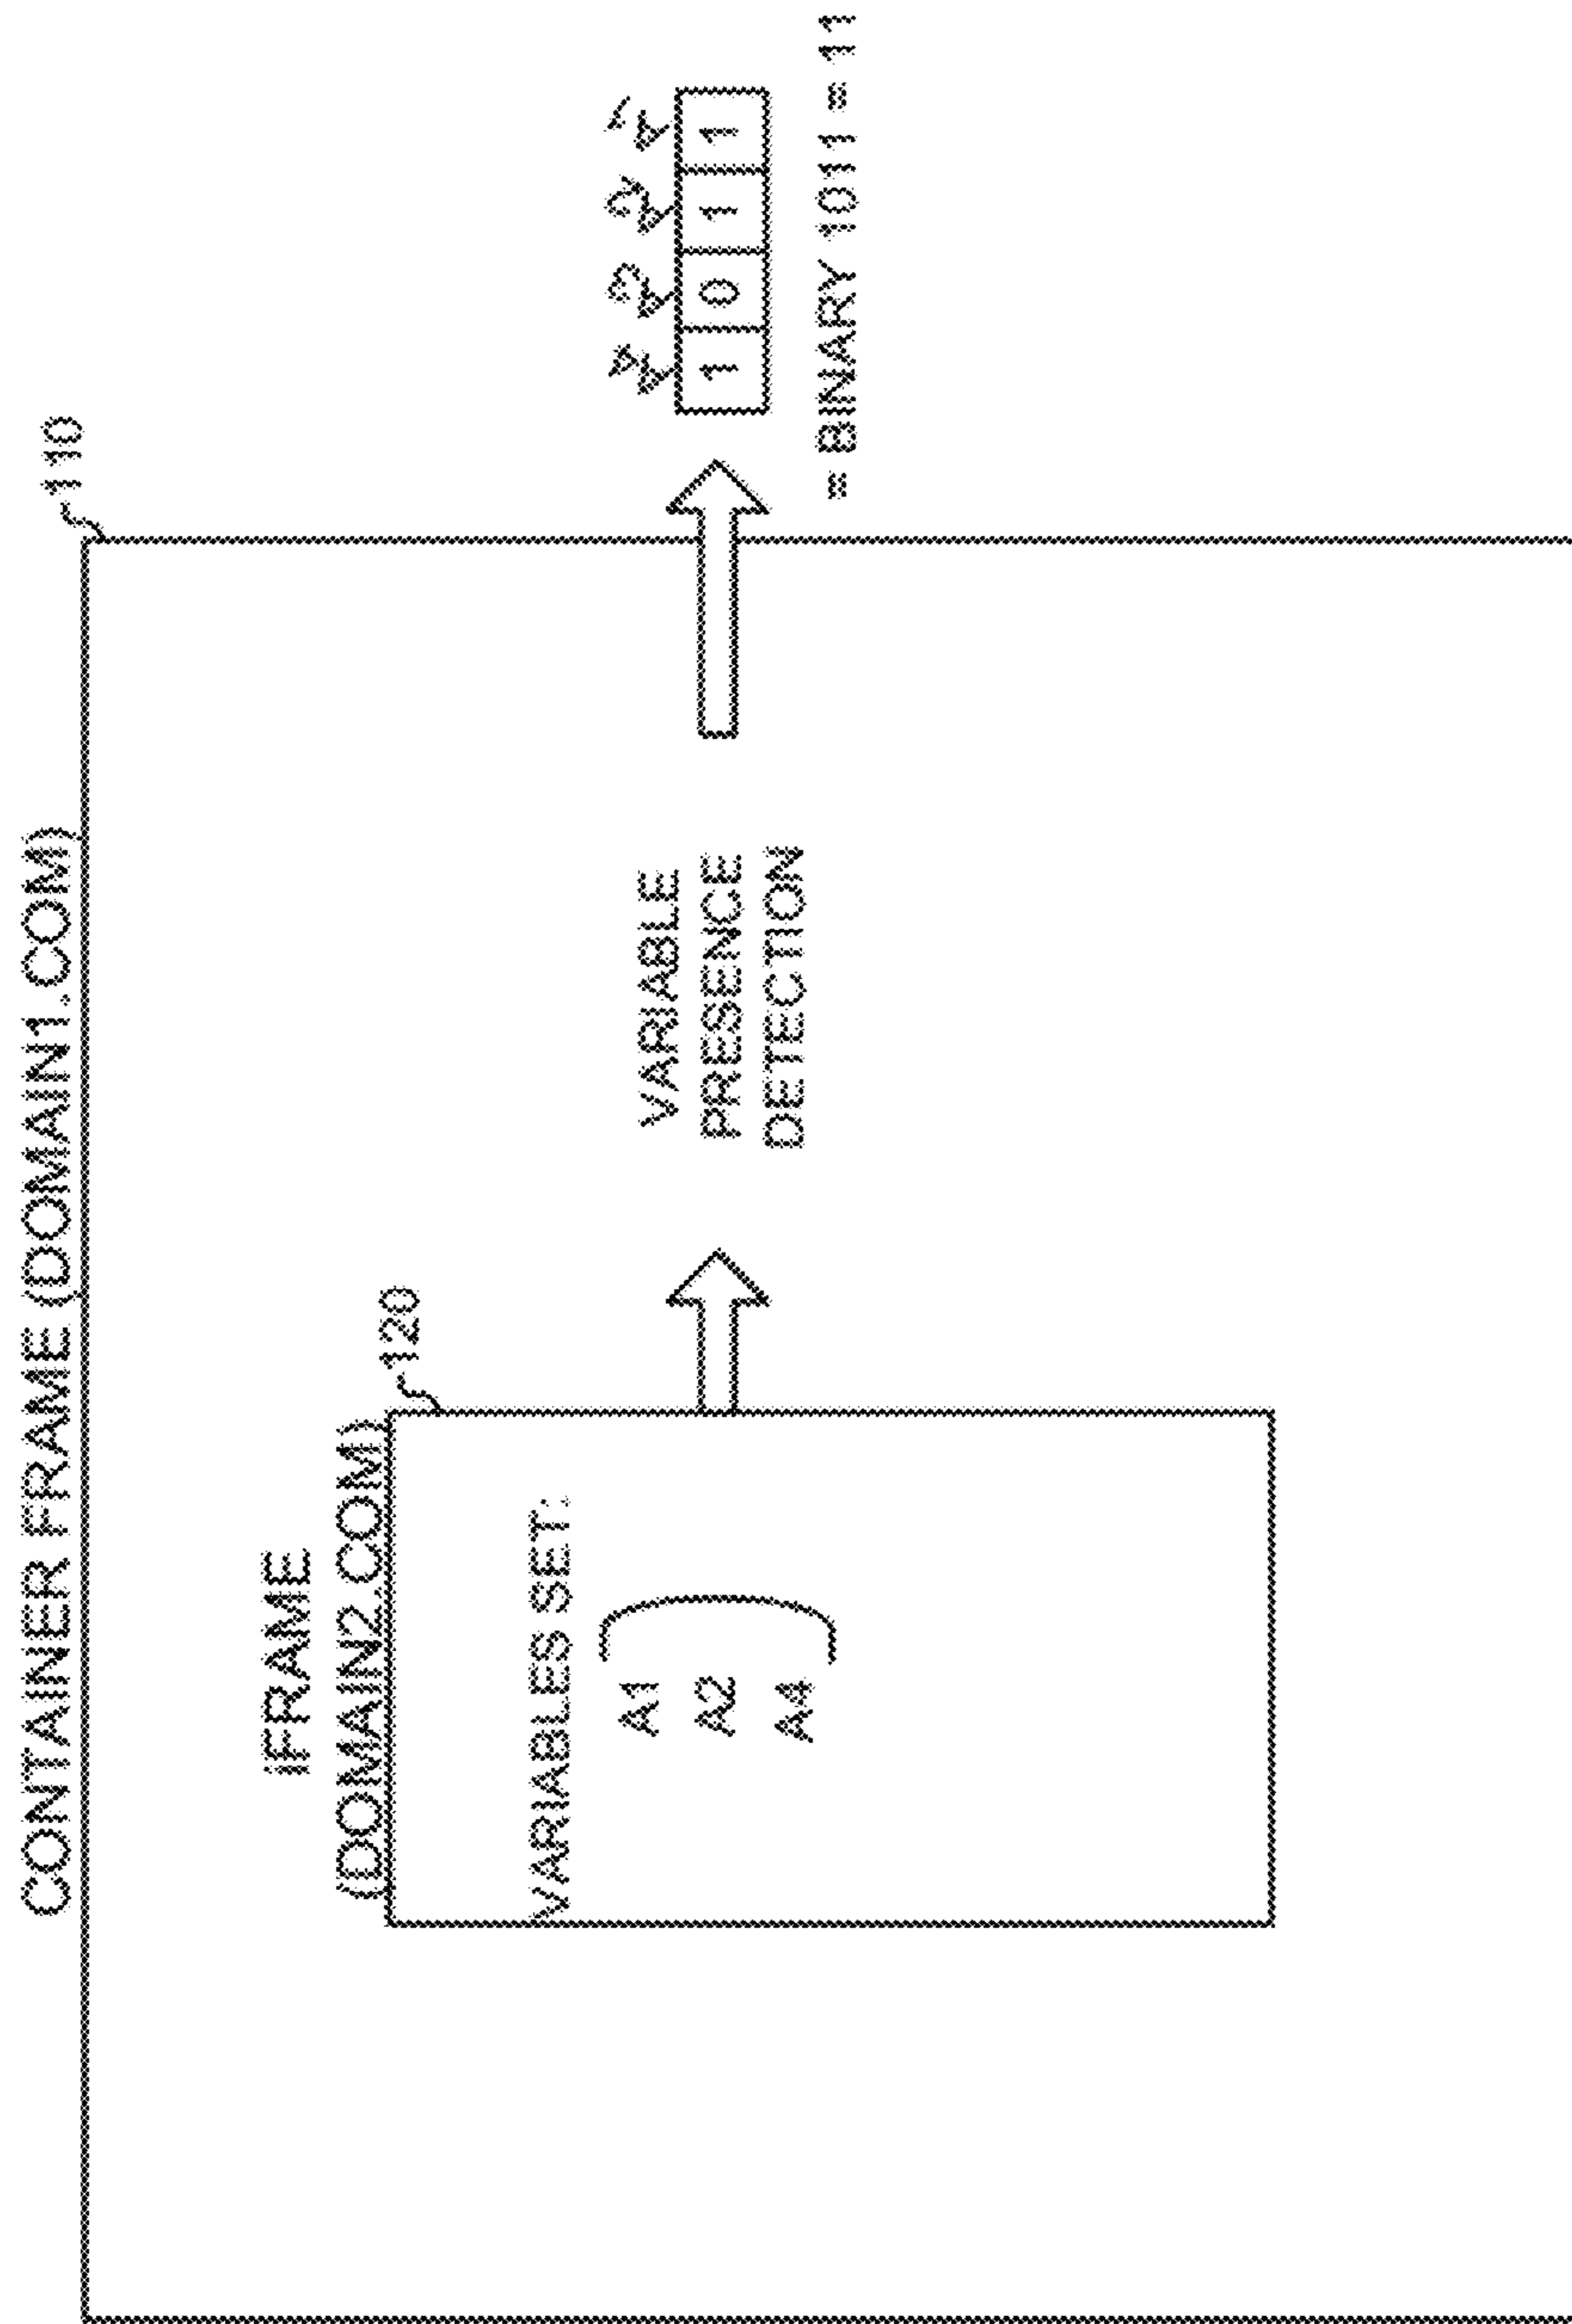 CONTAINER FRAME (DOMAIN1.COM)
110
IFRAME
(DOMAIN2.COM)
120
VARIABLES SET:
A1
A2
A4
VARIABLE
PRESENCE
DETECTION
A4 A3 A2 A1
1 0 1 1
= BINARY 1011 = 11